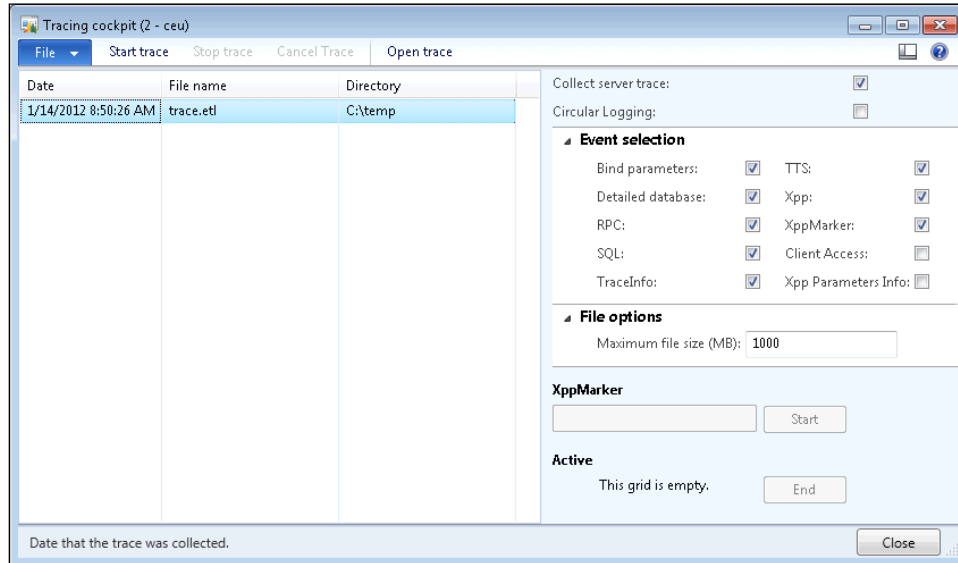 Tracing cockpit (2 - ceu)
File Start trace Stop trace Cancel Trace Open trace
Date File name Directory
1/14/2012 8:50:26 AM trace.etl C:\temp
Collect server trace:
Circular Logging:
Event selection
Bind parameters: TTS:
Detailed database: Xpp:
RPC: XppMarker:
SQL: Client Access:
TraceInfo: Xpp Parameters Info:
File options
Maximum file size (MB): 1000
XppMarker
Start
Active
This grid is empty. End
Date that the trace was collected. Close